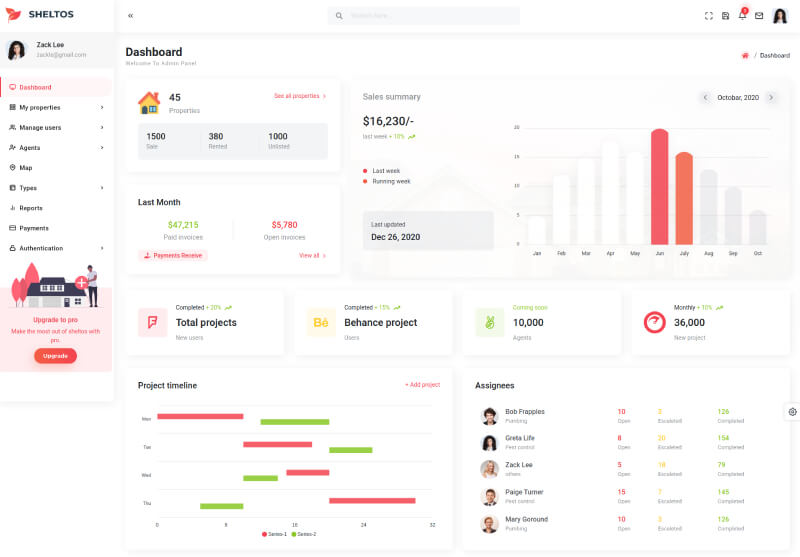 SHELTOS
«
Search here...
3
Zack Lee
zackle@gmail.com
Dashboard
My properties
Manage users
Agents
Map
Types
Reports
Payments
Authentication
Upgrade to pro
Make the most out of sheltos with
pro.
Upgrade
Dashboard
Welcome To Admin Panel
/ Dashboard
45
Properties
See all properties
1500
Sale
380
Rented
1000
Unlisted
Last Month
$47,215
Paid invoices
$5,780
Open invoices
Payments Receive
View all
Sales summary
Octobar, 2020
$16,230/-
last week + 10%
Last week
Running week
Last updated
Dec 26, 2020
20
15
10
5
0
Jan Feb Mar Apr May Jun July Aug Sep Oct
Completed + 20%
Total projects
New users
Bē
Completed + 15%
Behance project
Users
Coming soon
10,000
Agents
Monthly + 10%
36,000
New project
Project timeline
+ Add project
Mon
Tue
Wed
Thu
0 8 16 24 32
Series-1 Series-2
Assignees
Bob Frapples
Plumbing
10
Open
Escaleted
126
Completed
Greta Life
Pest control
8
Open
20
Escaleted
154
Completed
Zack Lee
others
5
Open
18
Escaleted
79
Completed
Paige Turner
Pest control
15
Open
7
Escaleted
145
Completed
Mary Goround
Plumbing
10
Open
3
Escaleted
126
Completed